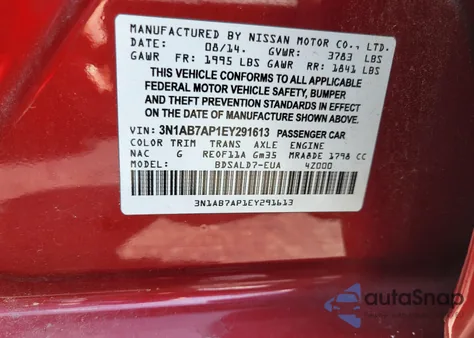 MANUFACTURED BY NISSAN MOTOR CO., LTD.
DATE: 08/14. GVWR: 3783 LBS
GAWR FR: 1995 LBS GAWR RR: 1841 LBS
THIS VEHICLE CONFORMS TO ALL APPLICABLE
FEDERAL MOTOR VEHICLE SAFETY, BUMPER
AND THEFT PREVENTION STANDARDS IN EFFECT
ON THE DATE OF MANUFACTURE SHOWN ABOVE.
VIN: 3N1AB7AP1EY291613 PASSENGER CAR
COLOR TRIM TRANS AXLE ENGINE
NAC G RE0F11A Gm35 MRA8DE 1798 CC
BDSALD7-EUA 4Z000
3N1AB7AP1EY291613
autoSnap